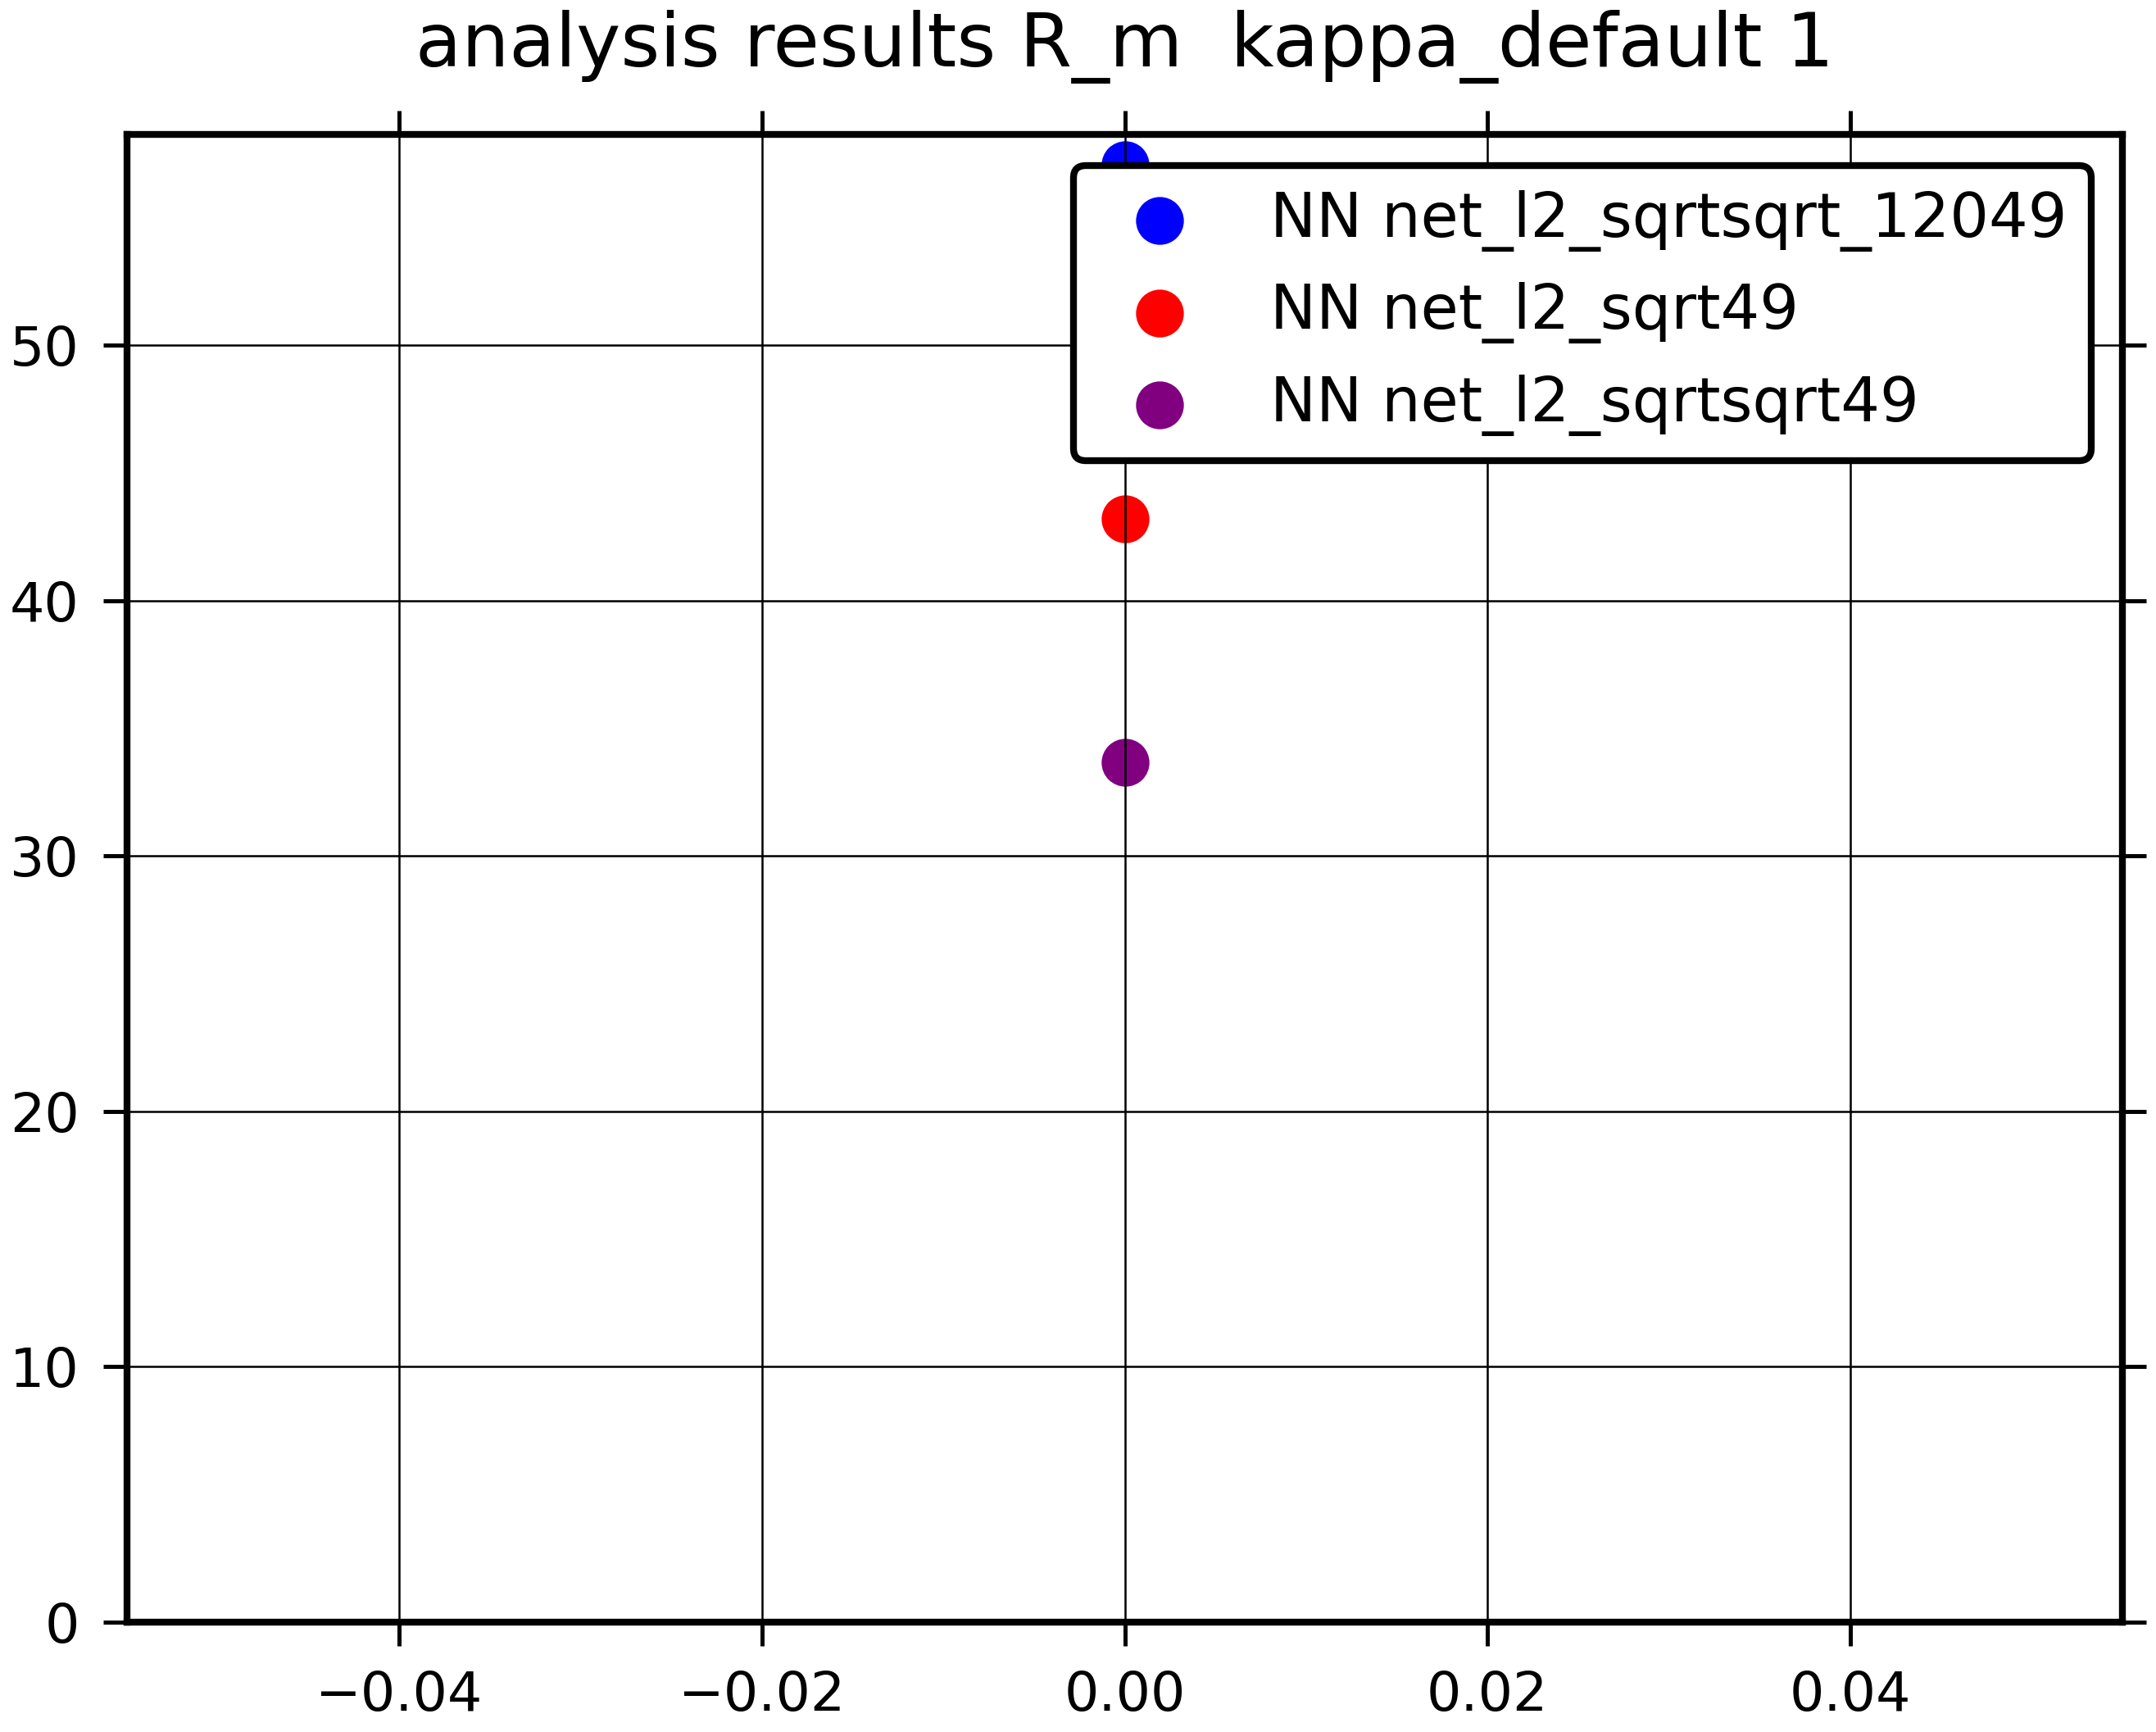 analysis results R_m  kappa_default 1
NN net_l2_sqrtsqrt_12049
NN net_l2_sqrt49
NN net_l2_sqrtsqrt49
50
40
30
20
10
0
−0.04
−0.02
0.00
0.02
0.04